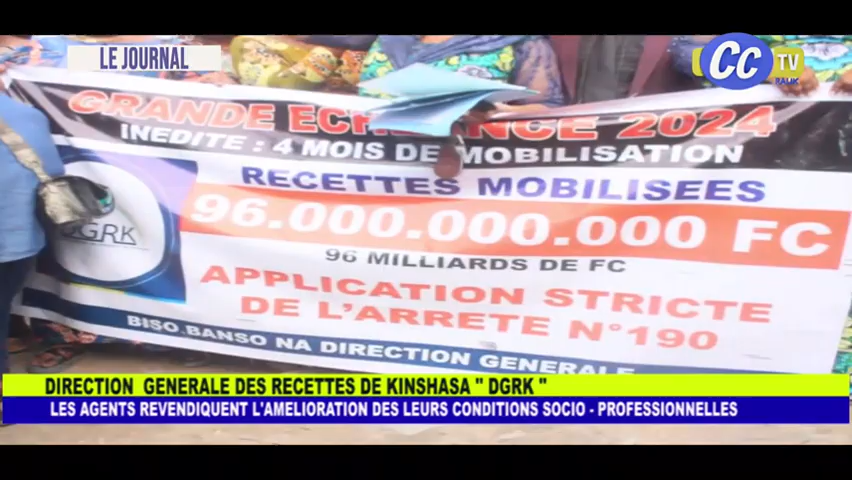 LE JOURNAL
CC TV
GRANDE 2024
INEDITE : 4 MOIS DE MOBILISATION
RECETTES MOBILISEES
96.000.000.000 FC
DGRK
96 MILLIARDS DE FC
APPLICATION STRICTE
DE L'ARRETE N°190
BISO.BANSO NA DIRECTION GENERALE
DIRECTION GENERALE DES RECETTES DE KINSHASA " DGRK "
LES AGENTS REVENDIQUENT L'AMELIORATION DES LEURS CONDITIONS SOCIO - PROFESSIONNELLES